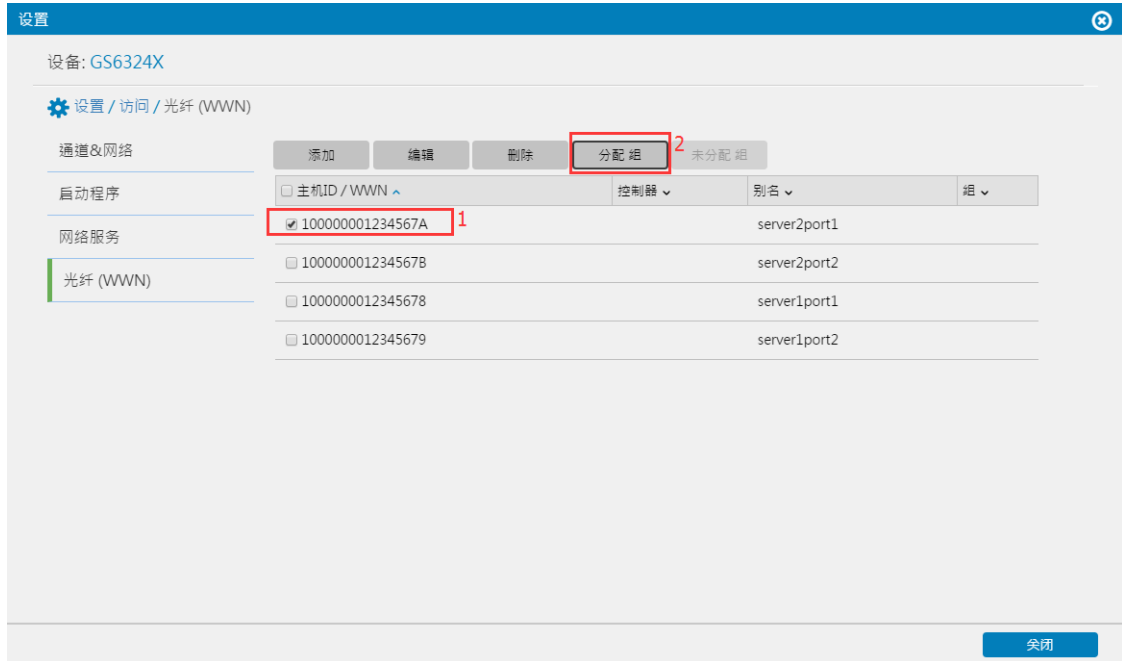 设置
设备: GS6324X
设置 / 访问 / 光纤 (WWN)
通道&网络
启动程序
网络服务
光纤 (WWN)
添加 编辑 删除 分配 组 2 未分配 组
主机ID / WWN 控制器 别名 组
100000001234567A 1 server2port1
100000001234567B server2port2
1000000012345678 server1port1
1000000012345679 server1port2
关闭